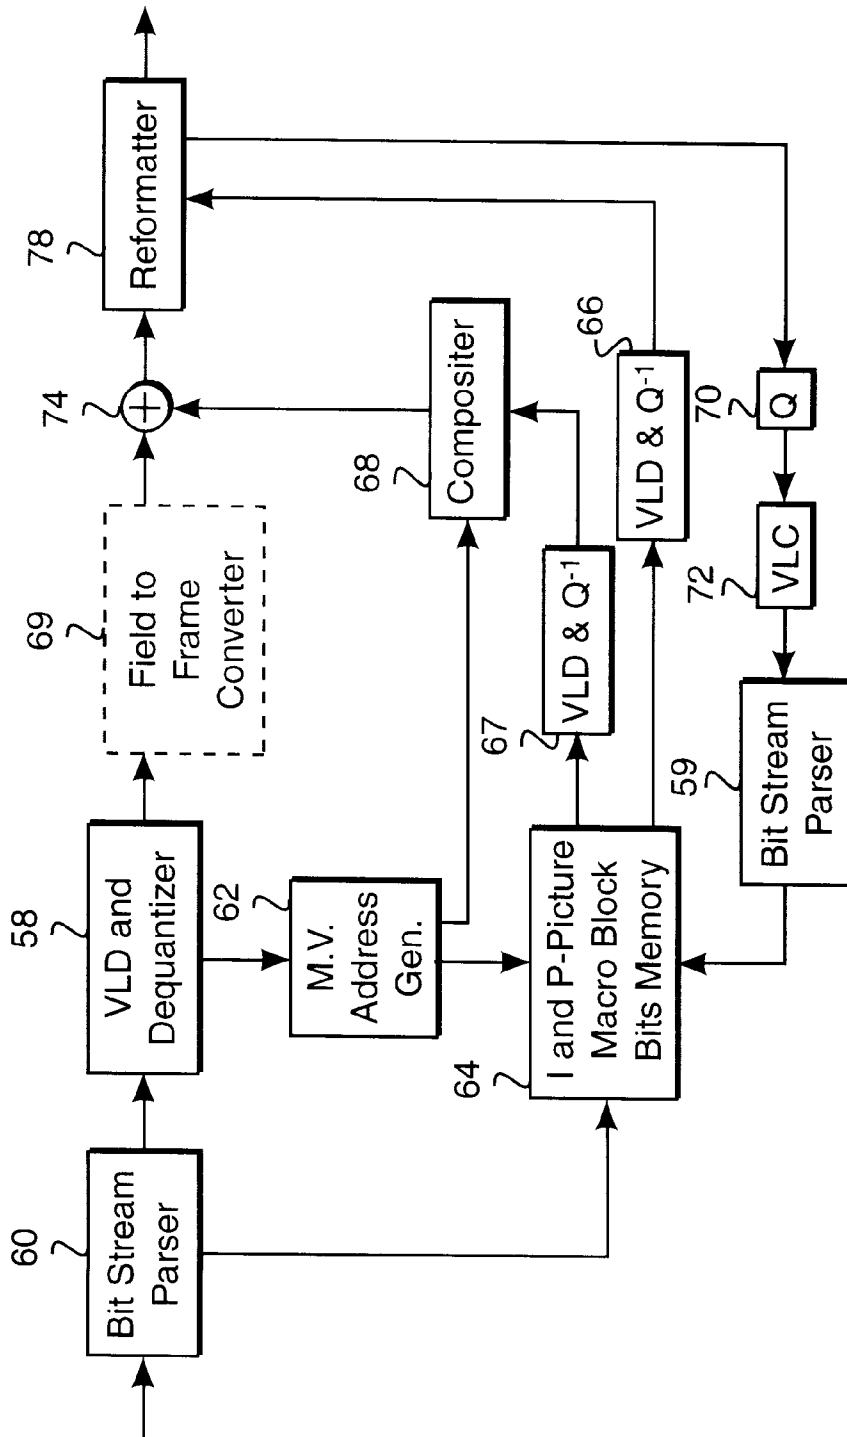 60
Bit Stream
Parser
58
VLD and
Dequantizer
69
Field to
Frame
Converter
74
+
78
Reformatter
62
M.V.
Address
Gen.
68
Compositer
64
I and P-Picture
Macro Block
Bits Memory
67
VLD & Q-1
66
VLD & Q-1
59
Bit Stream
Parser
72
VLC
70
Q